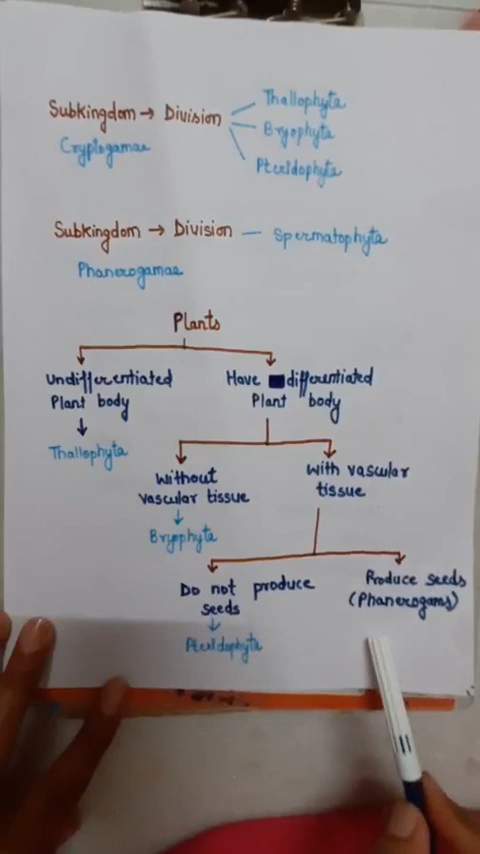 Subkingdom → Division
Thallophyta
Bryophyta
Pteridophyta
Cryptogamae
Subkingdom → Division — Spermatophyta
Phanerogamae
Plants
Undifferentiated
Plant body
Thallophyta
Have differentiated
Plant body
Without
vascular tissue
Bryophyta
With vascular
tissue
Do not produce
seeds
Pteridophyta
Produce seeds
(Phanerogams)